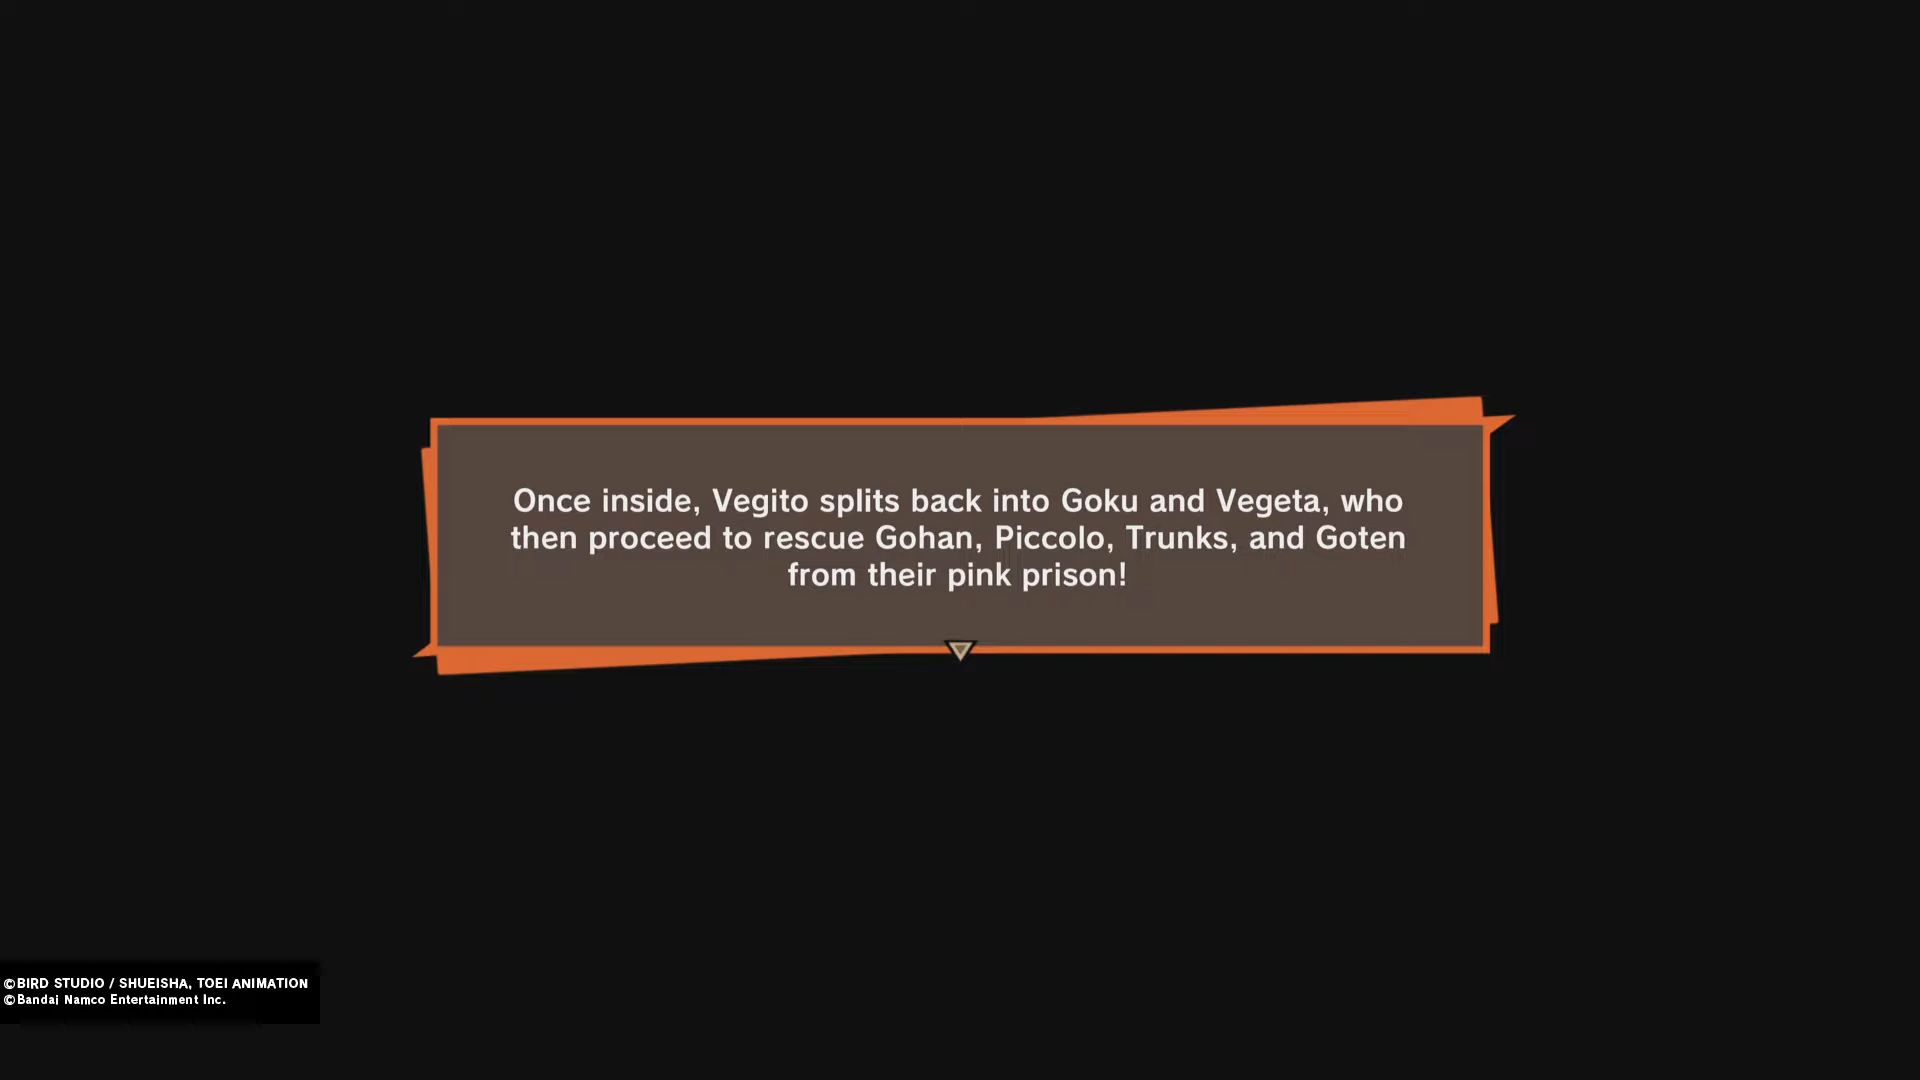 Once inside, Vegito splits back into Goku and Vegeta, who
then proceed to rescue Gohan, Piccolo, Trunks, and Goten
from their pink prison!
©BIRD STUDIO / SHUEISHA, TOEI ANIMATION
©Bandai Namco Entertainment Inc.